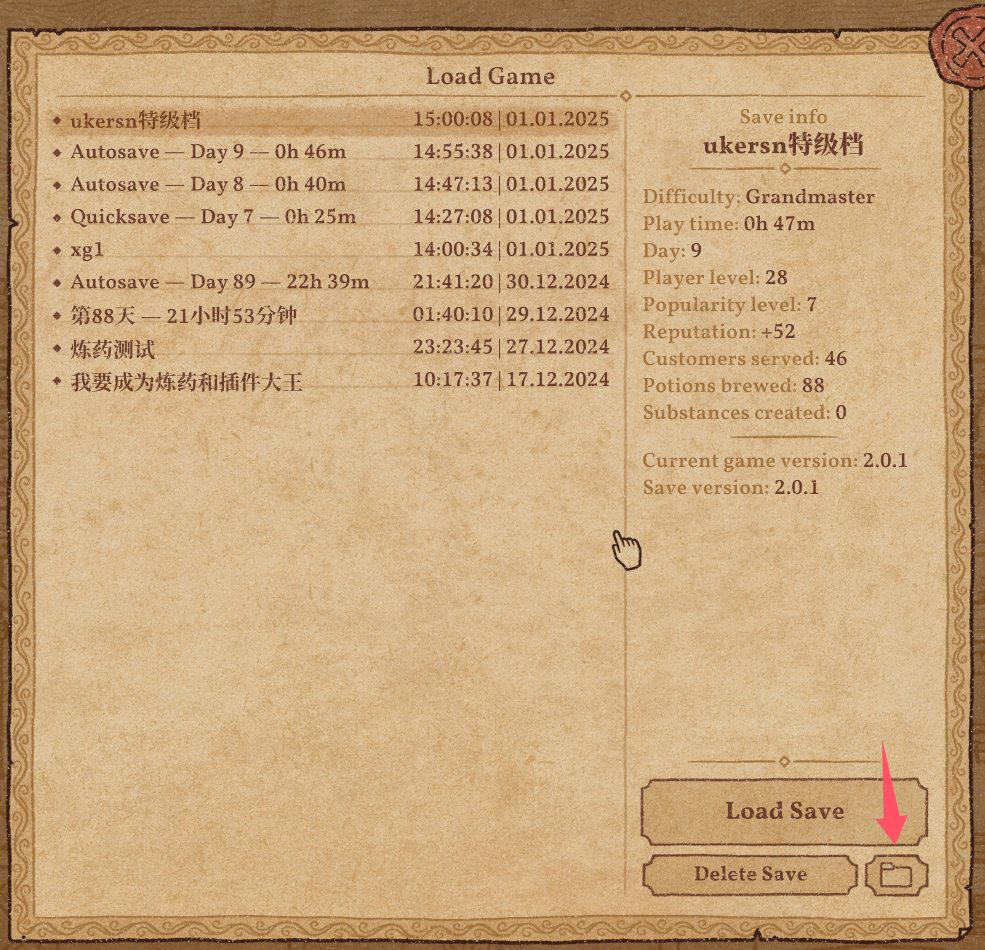 Load Game
ukersn特级档 15:00:08 | 01.01.2025
Autosave — Day 9 — 0h 46m 14:55:38 | 01.01.2025
Autosave — Day 8 — 0h 40m 14:47:13 | 01.01.2025
Quicksave — Day 7 — 0h 25m 14:27:08 | 01.01.2025
xg1 14:00:34 | 01.01.2025
Autosave — Day 89 — 22h 39m 21:41:20 | 30.12.2024
第88天 — 21小时53分钟 01:40:10 | 29.12.2024
炼药测试 23:23:45 | 27.12.2024
我要成为炼药和插件大王 10:17:37 | 17.12.2024
Save info
ukersn特级档
Difficulty: Grandmaster
Play time: 0h 47m
Day: 9
Player level: 28
Popularity level: 7
Reputation: +52
Customers served: 46
Potions brewed: 88
Substances created: 0
Current game version: 2.0.1
Save version: 2.0.1
Load Save
Delete Save